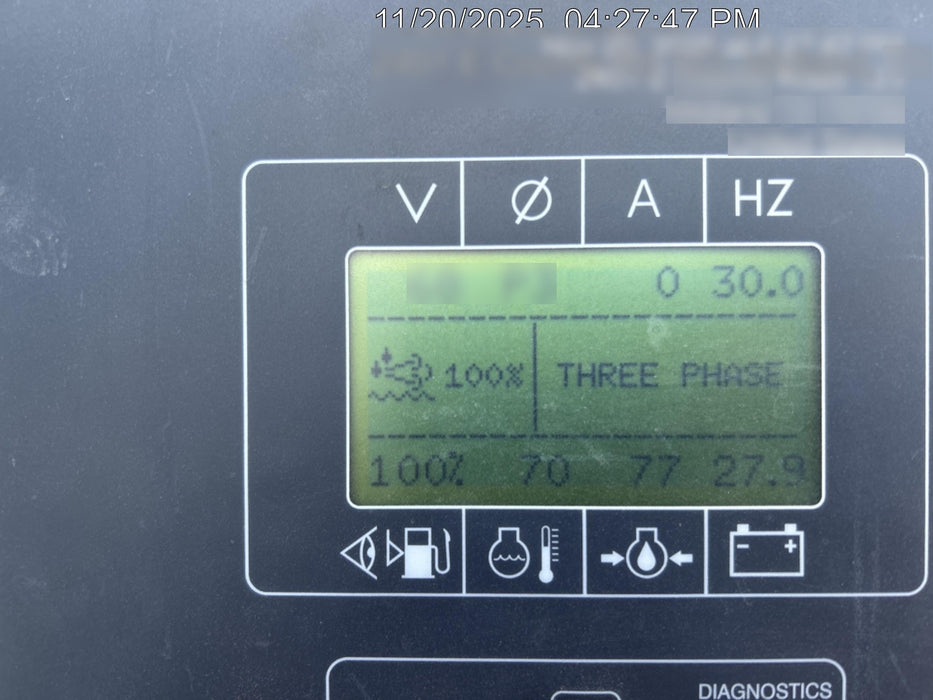 11/20/2025 04:27:47 PM
V Ø A HZ
0 30.0
100% THREE PHASE
100% 70 77 27.9
- +
DIAGNOSTICS